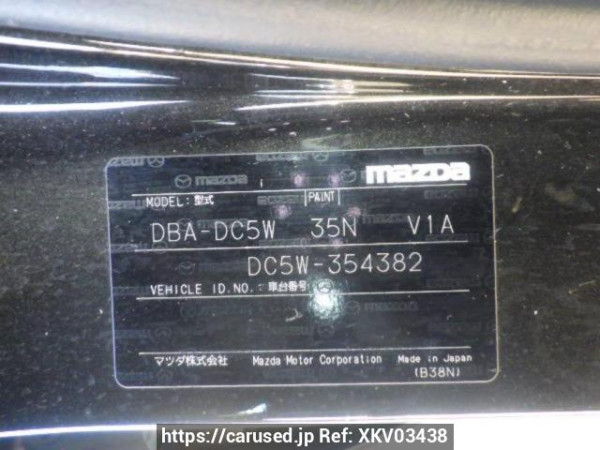 mazda
MODEL: 型式 PAINT
DBA-DC5W 35N V1A
DC5W-354382
VEHICLE ID.NO.: 車台番号
マツダ株式会社 Mazda Motor Corporation Made in Japan
(B38N)
https://carused.jp Ref: XKV03438